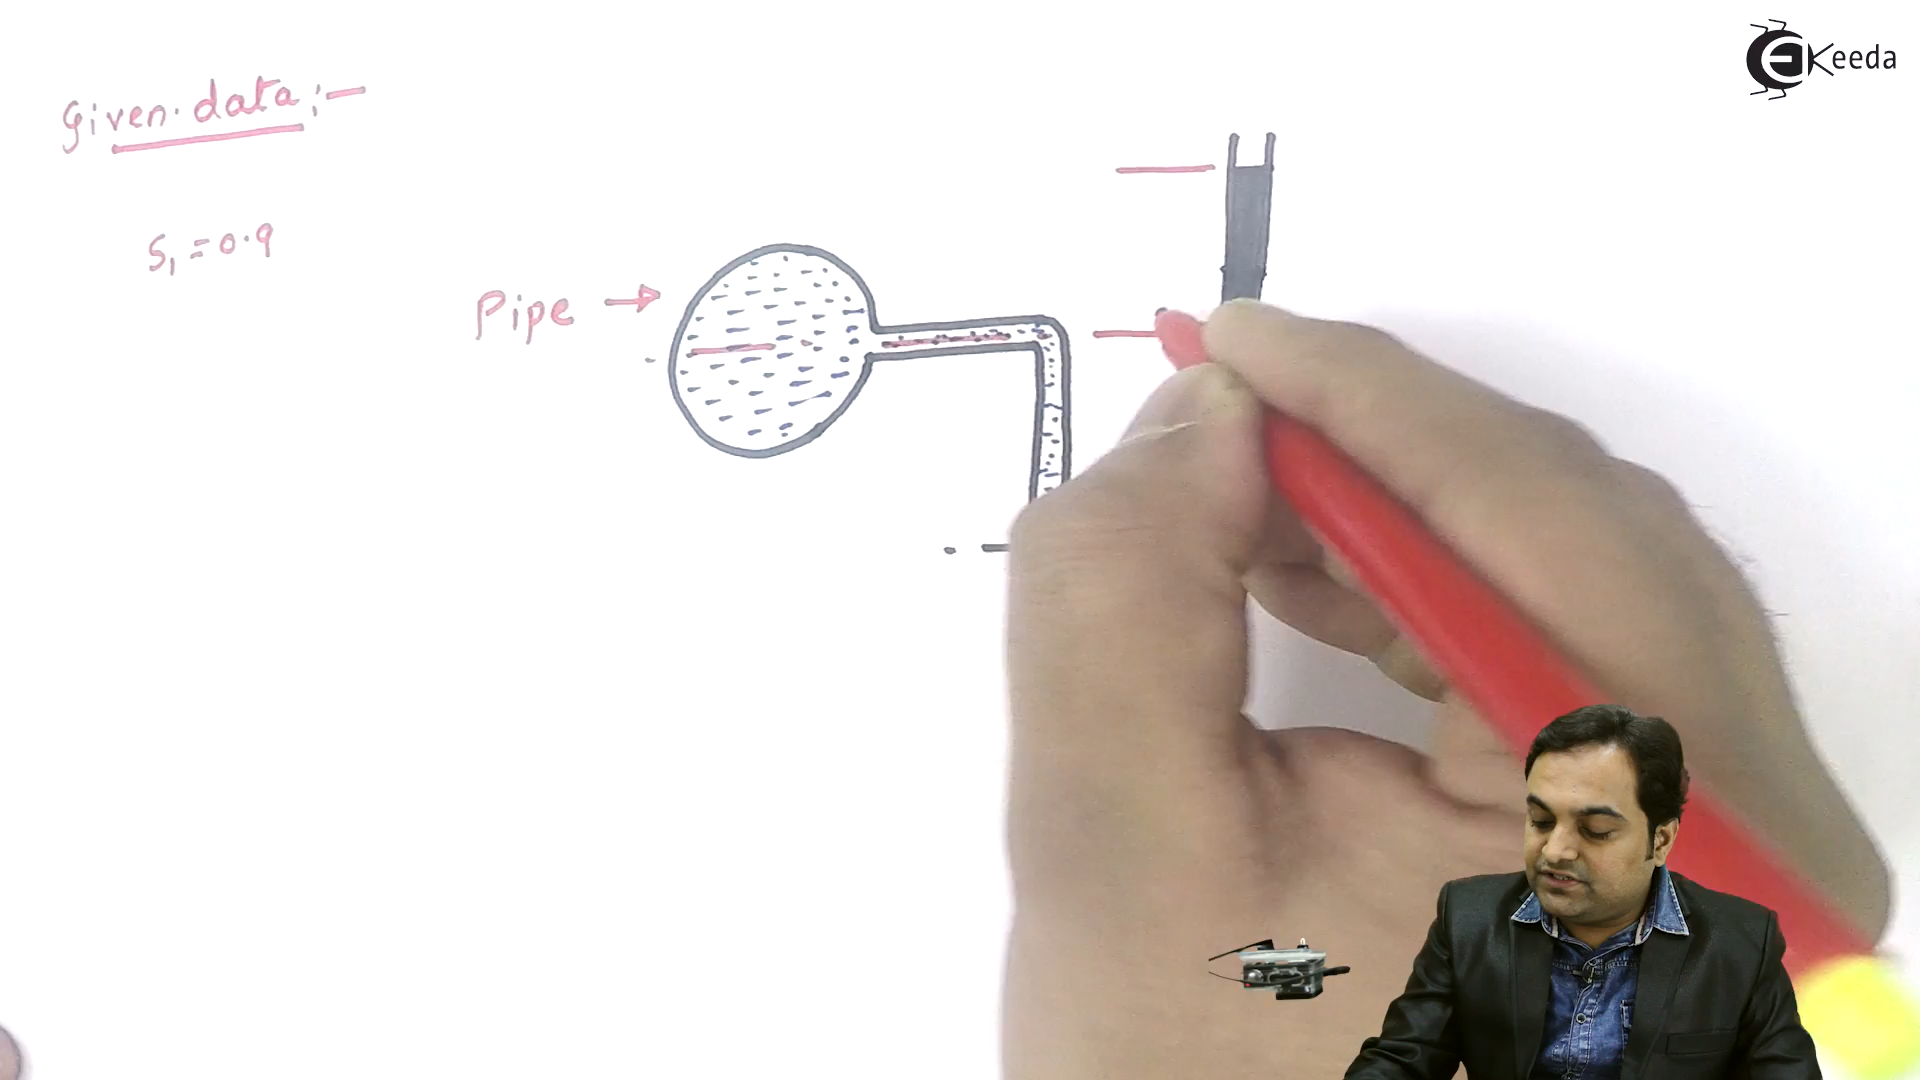 Given data :-
S₁ = 0.9
Pipe →
Keeda